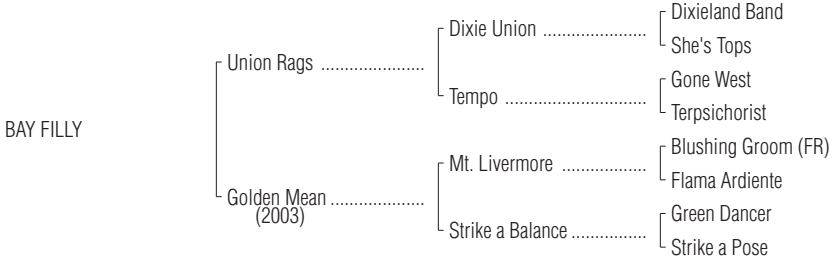 Dixieland Band
Dixie Union ......................
She's Tops
Union Rags ......................
Gone West
Tempo ..............................
Terpsichorist
BAY FILLY
Blushing Groom (FR)
Mt. Livermore ..................
Flama Ardiente
Golden Mean ....................
(2003)
Green Dancer
Strike a Balance ................
Strike a Pose